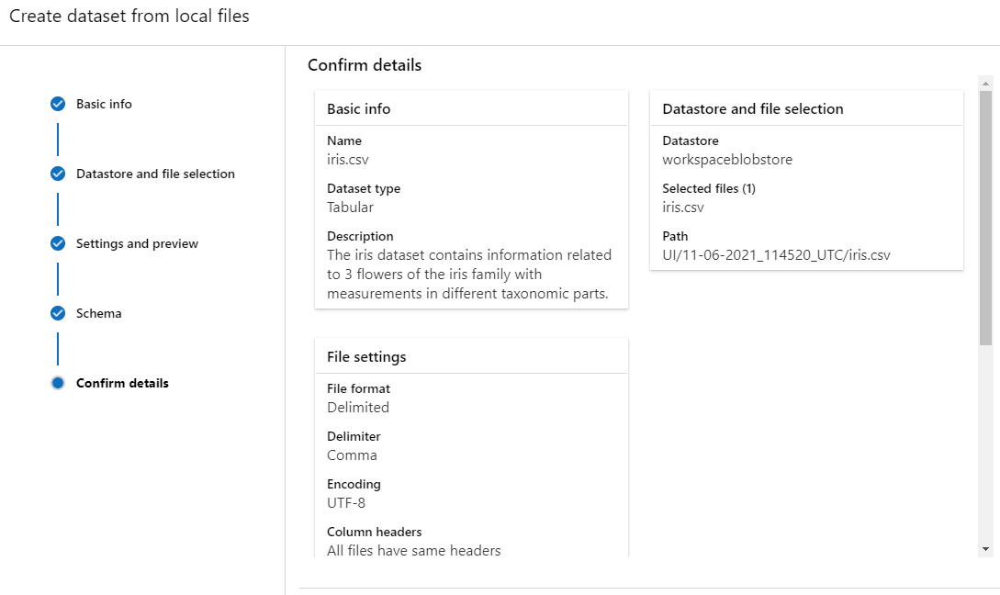 Create dataset from local files
Basic info
Datastore and file selection
Settings and preview
Schema
Confirm details
Confirm details
Basic info
Name
iris.csv
Dataset type
Tabular
Description
The iris dataset contains information related
to 3 flowers of the iris family with
measurements in different taxonomic parts.
Datastore and file selection
Datastore
workspaceblobstore
Selected files (1)
iris.csv
Path
UI/11-06-2021_114520_UTC/iris.csv
File settings
File format
Delimited
Delimiter
Comma
Encoding
UTF-8
Column headers
All files have same headers